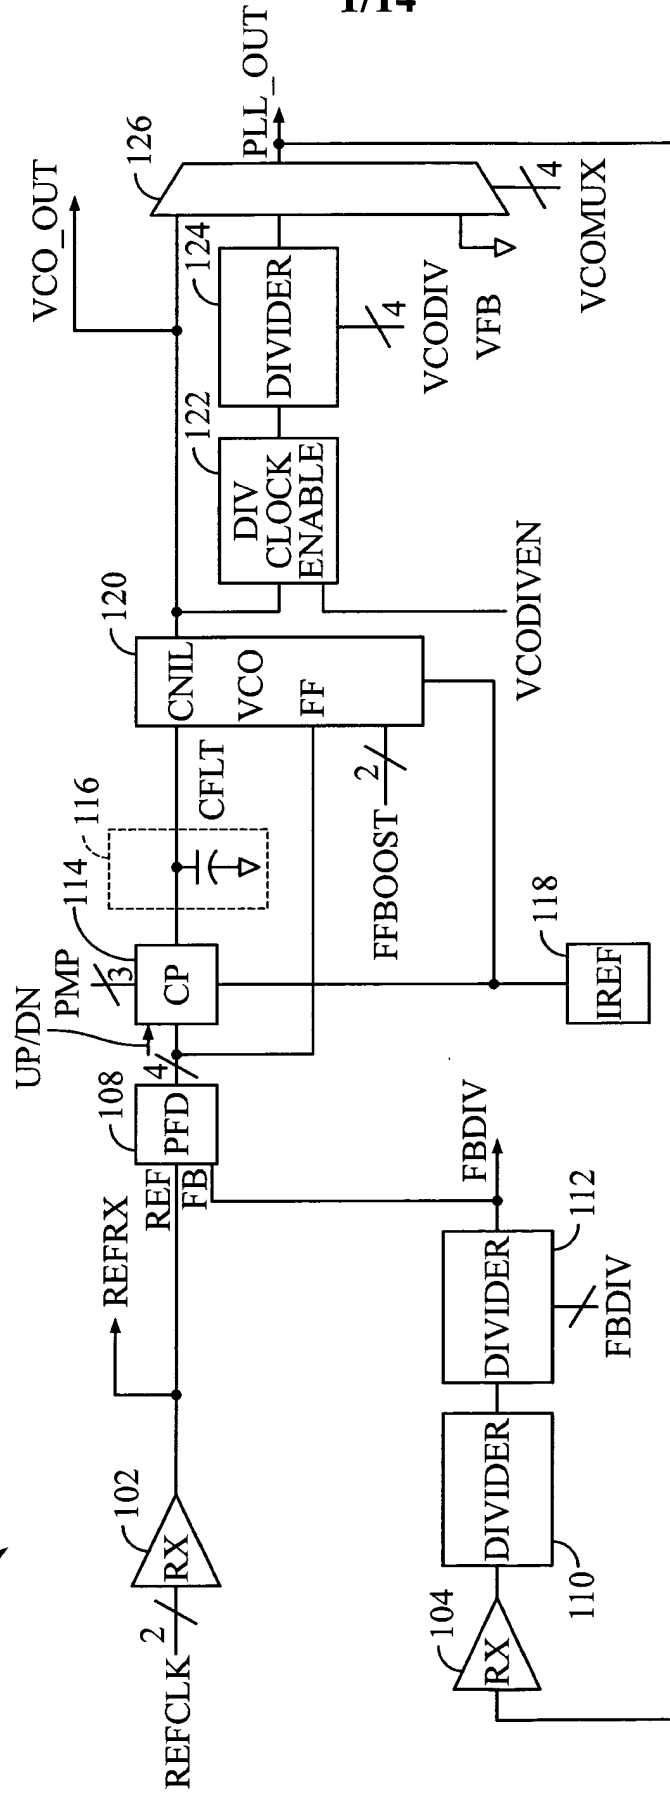 1/14
REFCLK
2
RX
102
REFRX
REF
FB
PFD
108
4
UP/DN
PMP
3
CP
114
116
CFLT
CNIL
VCO
FF
120
FFBOOST
2
IREF
118
VCO_OUT
DIV
CLOCK
ENABLE
122
VCODIVEN
DIVIDER
124
4
VCODIV
VFB
126
PLL_OUT
4
VCOMUX
RX
104
DIVIDER
110
DIVIDER
112
FBDIV
FBDIV